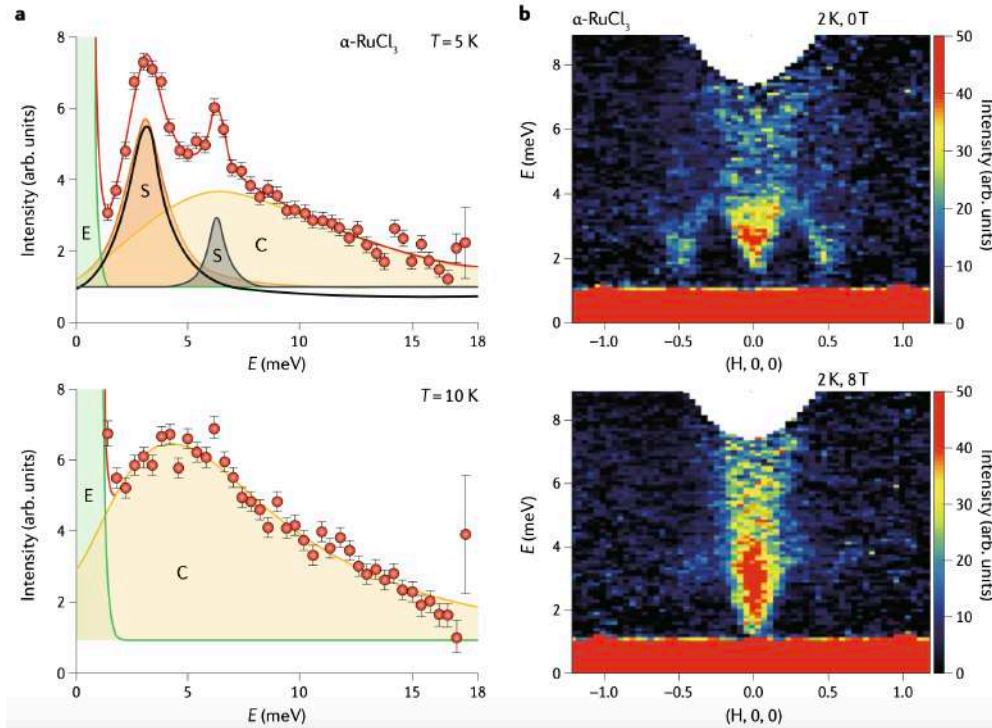 a
α-RuCl₃ T = 5 K
Intensity (arb. units)
8
6
4
2
0
E
S
S
C
0 5 10 15 18
E (meV)
T = 10 K
Intensity (arb. units)
8
6
4
2
0
E
C
0 5 10 15 18
E (meV)
b
α-RuCl₃ 2 K, 0 T
E (meV)
8
6
4
2
0
−1.0 −0.5 0.0 0.5 1.0
(H, 0, 0)
50
40
30
20
10
0
Intensity (arb. units)
2 K, 8 T
E (meV)
8
6
4
2
0
−1.0 −0.5 0.0 0.5 1.0
(H, 0, 0)
50
40
30
20
10
0
Intensity (arb. units)